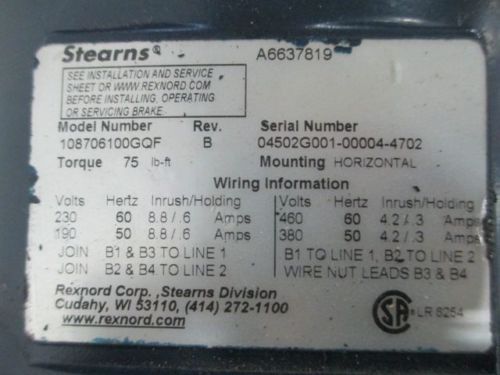 Stearns® A6637819
SEE INSTALLATION AND SERVICE
SHEET OR WWW.REXNORD.COM
BEFORE INSTALLING, OPERATING
OR SERVICING BRAKE.
Model Number Rev. Serial Number
108706100GQF B 04502G001-00004-4702
Torque 75 lb-ft Mounting HORIZONTAL
Wiring Information
Volts Hertz Inrush/Holding Volts Hertz Inrush/Holding
230 60 8.8/.6 Amps 460 60 4.2/.3 Amps
190 50 8.8/.6 Amps 380 50 4.2/.3 Amps
JOIN B1 & B3 TO LINE 1 B1 TO LINE 1, B2 TO LINE 2
JOIN B2 & B4 TO LINE 2 WIRE NUT LEADS B3 & B4
Rexnord Corp. ,Stearns Division
Cudahy, WI 53110, (414) 272-1100
www.rexnord.com
SA ® LR 6254